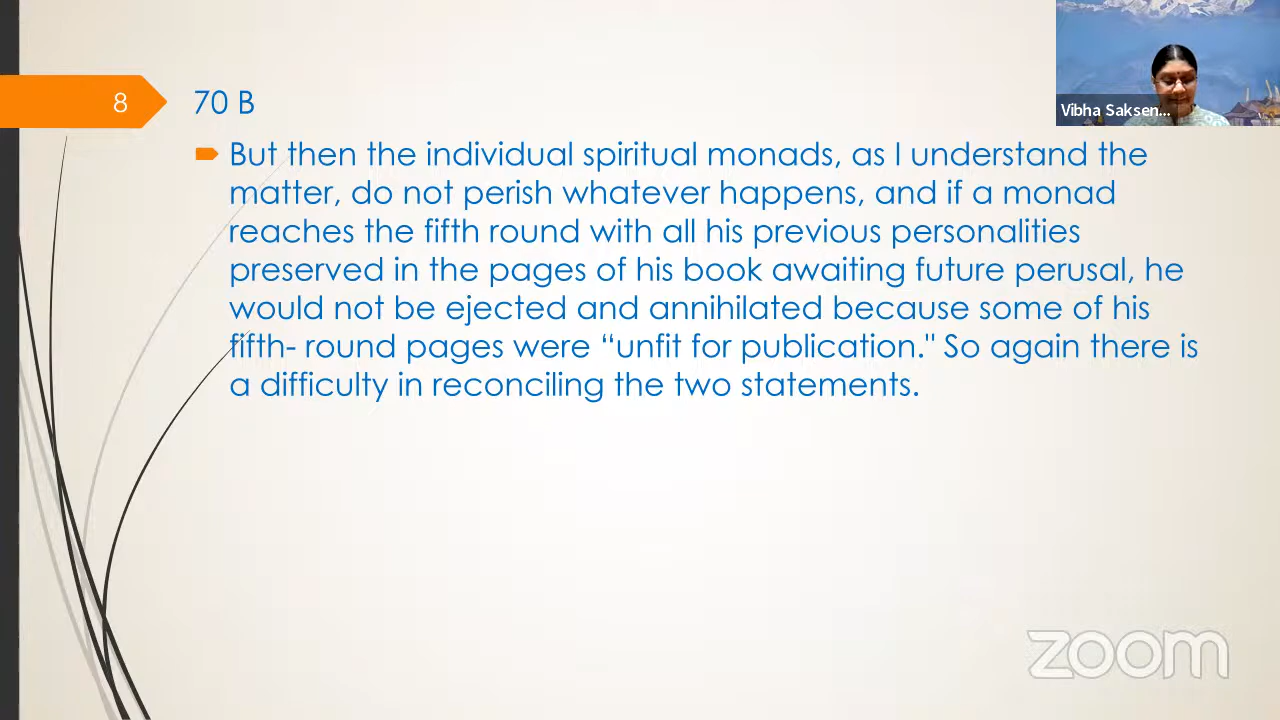 8
70 B
But then the individual spiritual monads, as I understand the
matter, do not perish whatever happens, and if a monad
reaches the fifth round with all his previous personalities
preserved in the pages of his book awaiting future perusal, he
would not be ejected and annihilated because some of his
fifth- round pages were “unfit for publication." So again there is
a difficulty in reconciling the two statements.
Vibha Saksen...
zoom